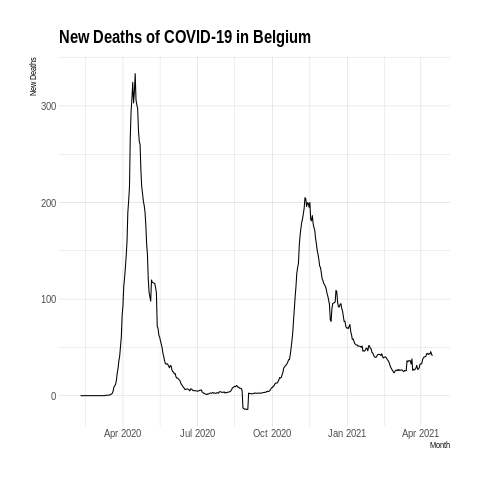 New Deaths of COVID-19 in Belgium
New Deaths
300
200
100
0
Apr 2020 Jul 2020 Oct 2020 Jan 2021 Apr 2021
Month